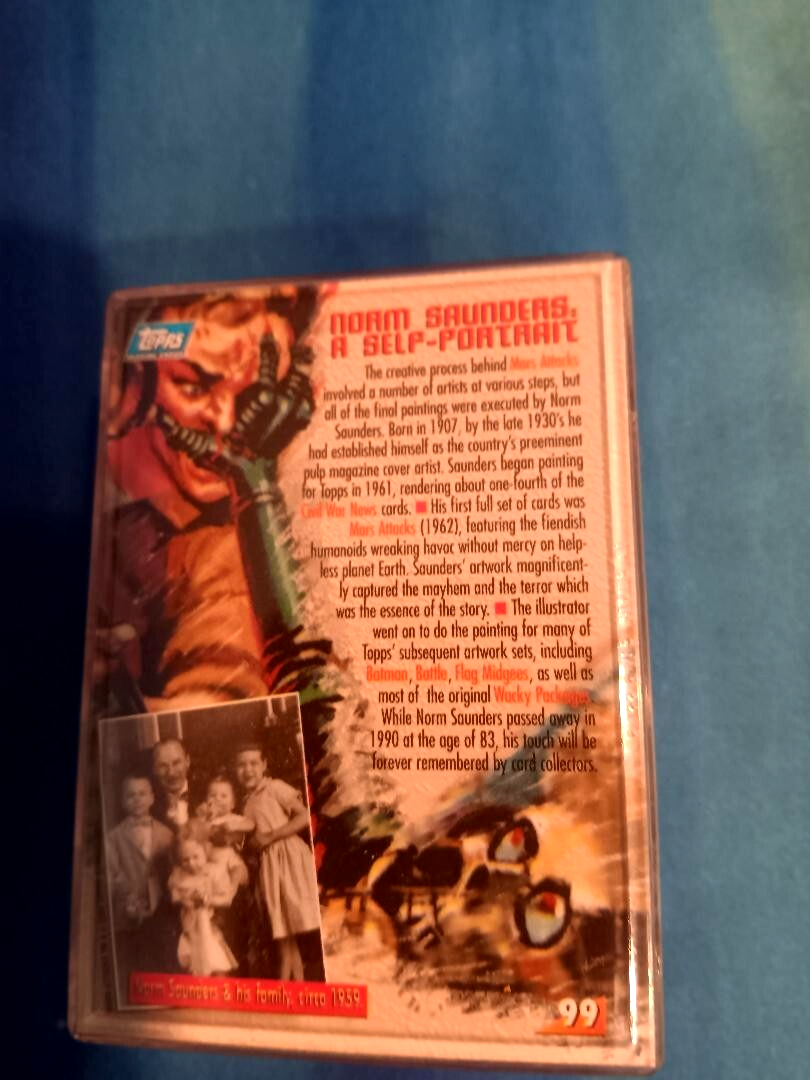 TOPPS
NORM SAUNDERS:
A SELF-PORTRAIT
The creative process behind Mars Attacks
involved a number of artists at various steps, but
all of the final paintings were executed by Norm
Saunders. Born in 1907, by the late 1930's he
had established himself as the country's preeminent
pulp magazine cover artist. Saunders began painting
for Topps in 1961, rendering about one-fourth of the
Civil War News cards. ■ His first full set of cards was
Mars Attacks (1962), featuring the fiendish
humanoids wreaking havoc without mercy on help-
less planet Earth. Saunders' artwork magnificent-
ly captured the mayhem and the terror which
was the essence of the story. ■ The illustrator
went on to do the painting for many of
Topps' subsequent artwork sets, including
Batman, Battle, Flag Midgees, as well as
most of the original Wacky Packages.
While Norm Saunders passed away in
1990 at the age of 83, his touch will be
forever remembered by card collectors.
Norm Saunders & his family, circa 1959.
99